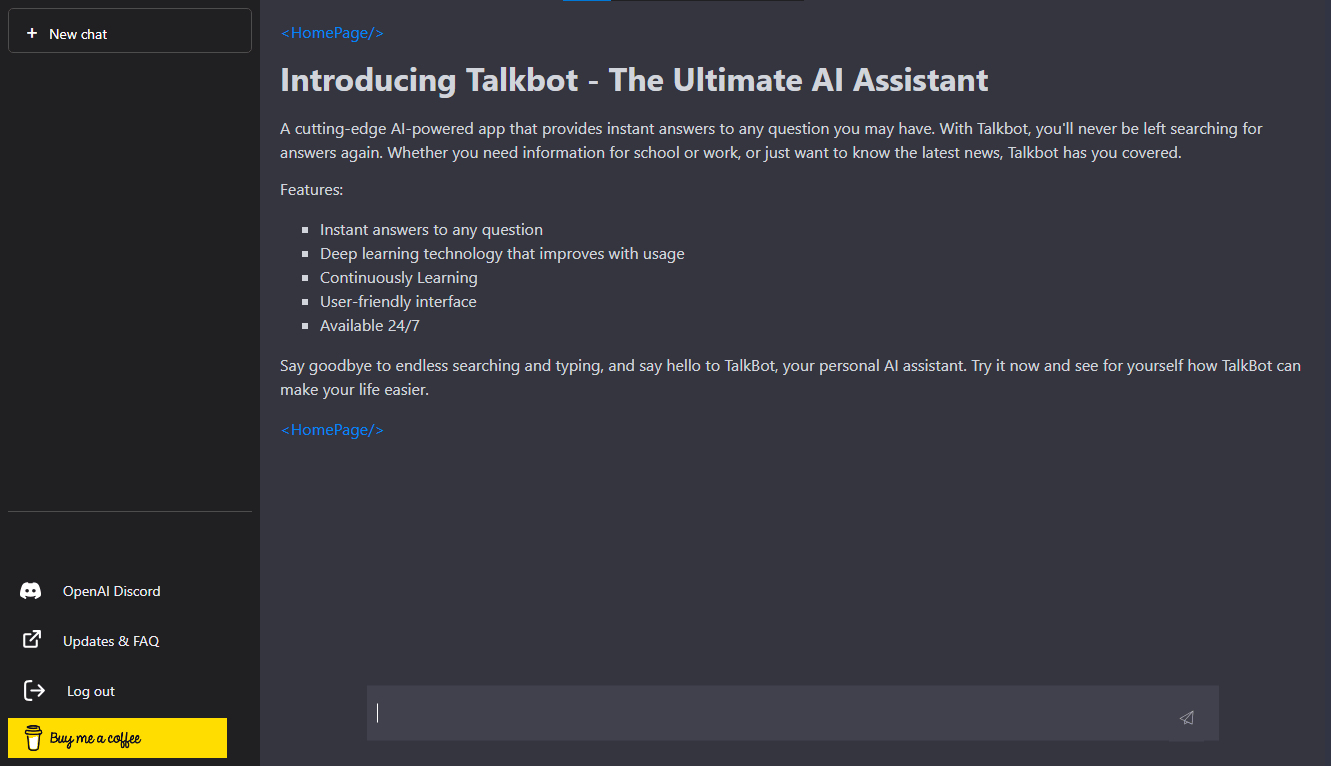 + New chat
<HomePage/>
Introducing Talkbot - The Ultimate AI Assistant
A cutting-edge AI-powered app that provides instant answers to any question you may have. With Talkbot, you'll never be left searching for
answers again. Whether you need information for school or work, or just want to know the latest news, Talkbot has you covered.
Features:
Instant answers to any question
Deep learning technology that improves with usage
Continuously Learning
User-friendly interface
Available 24/7
Say goodbye to endless searching and typing, and say hello to TalkBot, your personal AI assistant. Try it now and see for yourself how TalkBot can
make your life easier.
<HomePage/>
OpenAI Discord
Updates & FAQ
Log out
Buy me a coffee